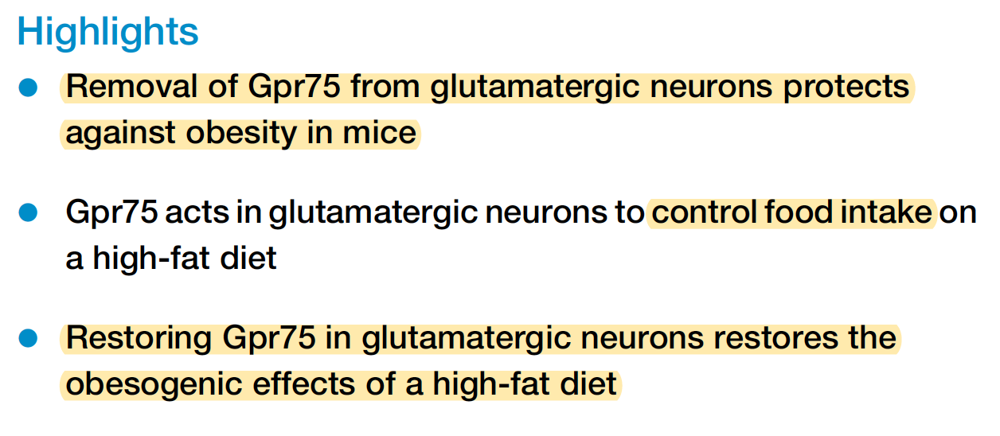 Highlights
Removal of Gpr75 from glutamatergic neurons protects
against obesity in mice
Gpr75 acts in glutamatergic neurons to control food intake on
a high-fat diet
Restoring Gpr75 in glutamatergic neurons restores the
obesogenic effects of a high-fat diet